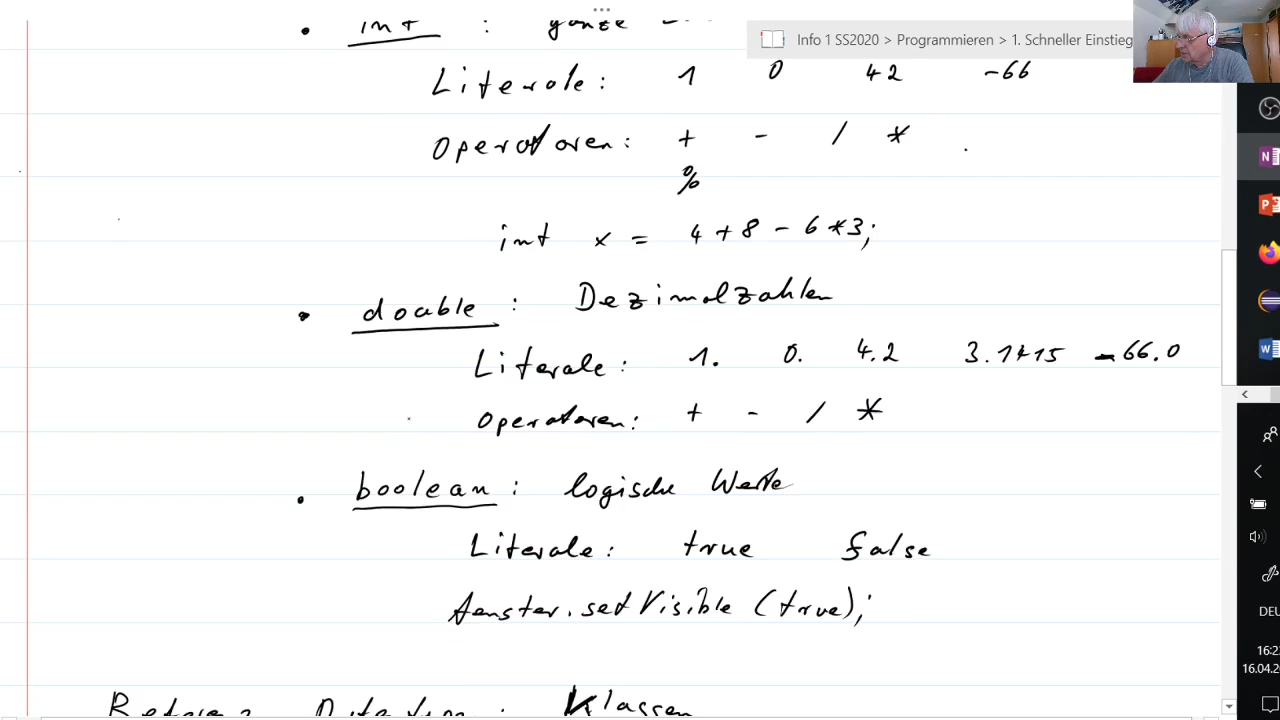 Info 1 SS2020 > Programmieren > 1. Schneller Einstieg
• int : ganze
Literale: 1 0 42 -66
Operatoren: + - / *
%
int x = 4 + 8 - 6 * 3;
• double : Dezimalzahlen
Literale: 1. 0. 4.2 3.1415 -66.0
Operatoren: + - / *
• boolean : logische Werte
Literale: true false
fenster.setVisible (true);
Klassen
DEU
16:2
16.04.20